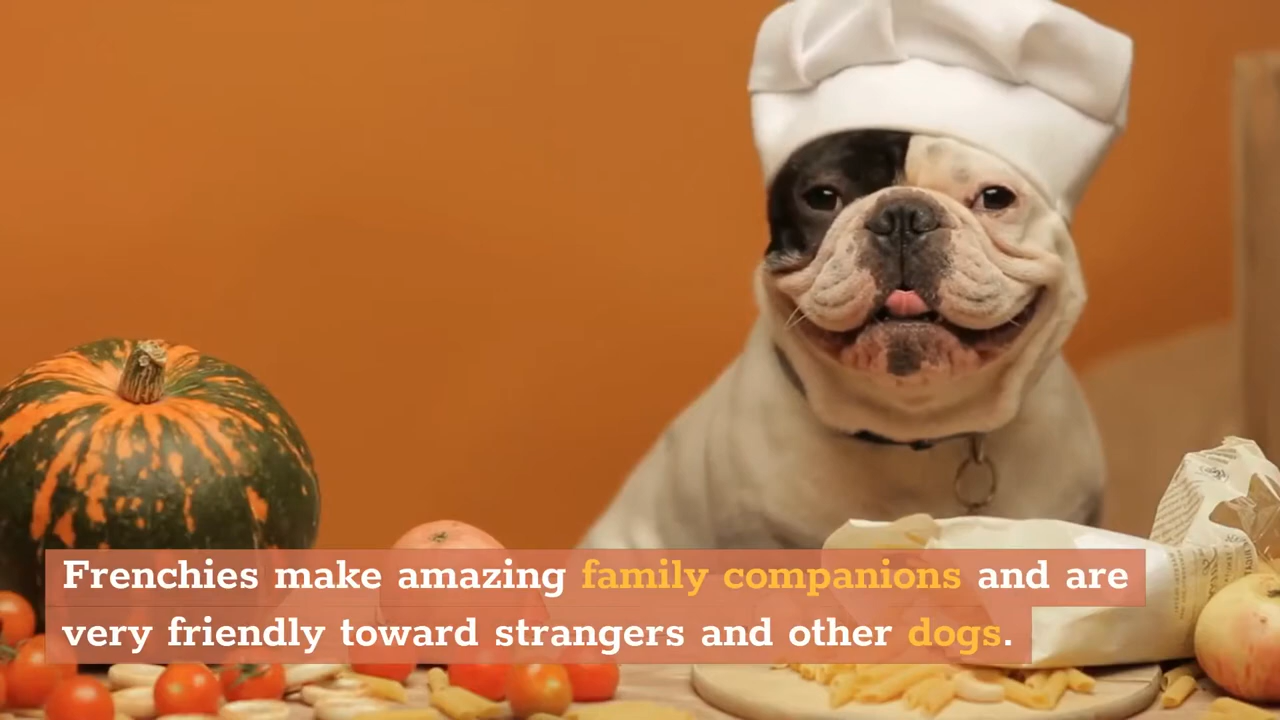 Frenchies make amazing family companions and are
very friendly toward strangers and other dogs.